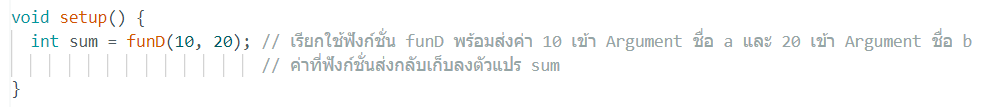 void setup() {
int sum = funD(10, 20); // เรียกใช้ฟังก์ชั่น funD พร้อมส่งค่า 10 เข้า Argument ชื่อ a และ 20 เข้า Argument ชื่อ b
// ค่าที่ฟังก์ชั่นส่งกลับเก็บลงตัวแปร sum
}